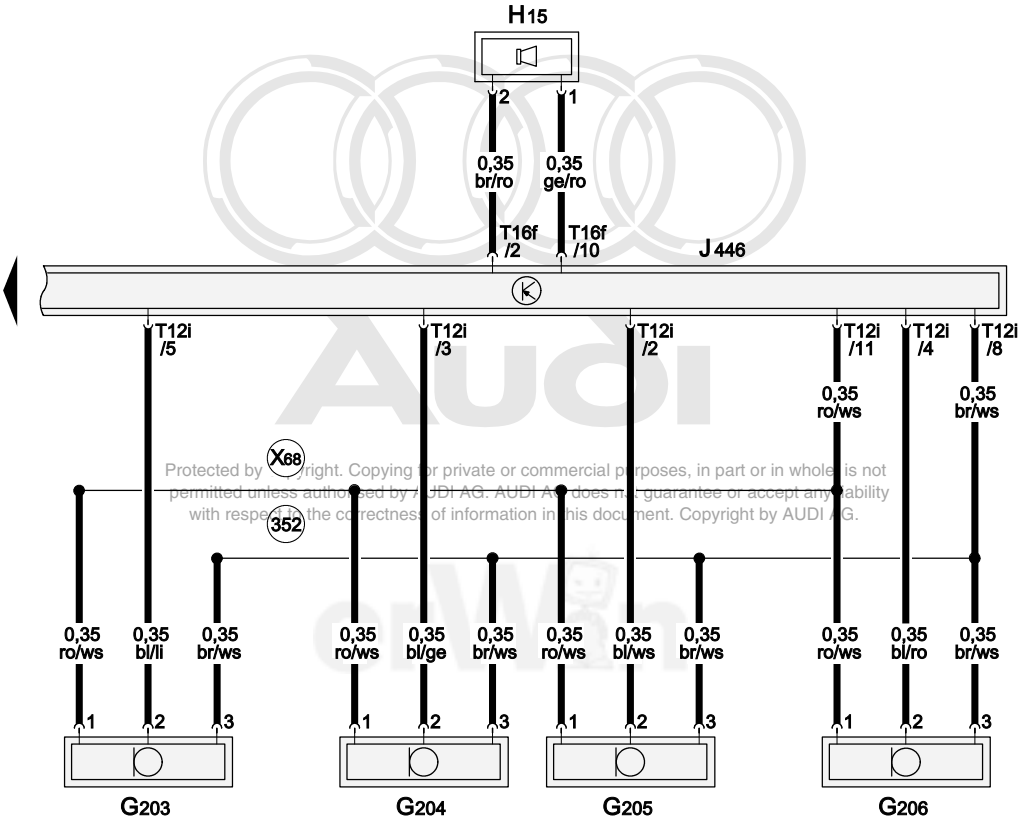 H15
2 1
0,35 0,35
br/ro ge/ro
T16f T16f
/2 /10
J446
T12i T12i T12i T12i T12i T12i
/5 /3 /2 /11 /4 /8
Audi
0,35 0,35
ro/ws br/ws
X68
Protected by copyright. Copying for private or commercial purposes, in part or in whole, is not
permitted unless authorised by AUDI AG. AUDI AG does not guarantee or accept any liability
with respect to the correctness of information in this document. Copyright by AUDI AG.
352
erWin
0,35 0,35 0,35 0,35 0,35 0,35 0,35 0,35 0,35 0,35 0,35 0,35
ro/ws bl/li br/ws ro/ws bl/ge br/ws ro/ws bl/ws br/ws ro/ws bl/ro br/ws
1 2 3 1 2 3 1 2 3 1 2 3
G203 G204 G205 G206